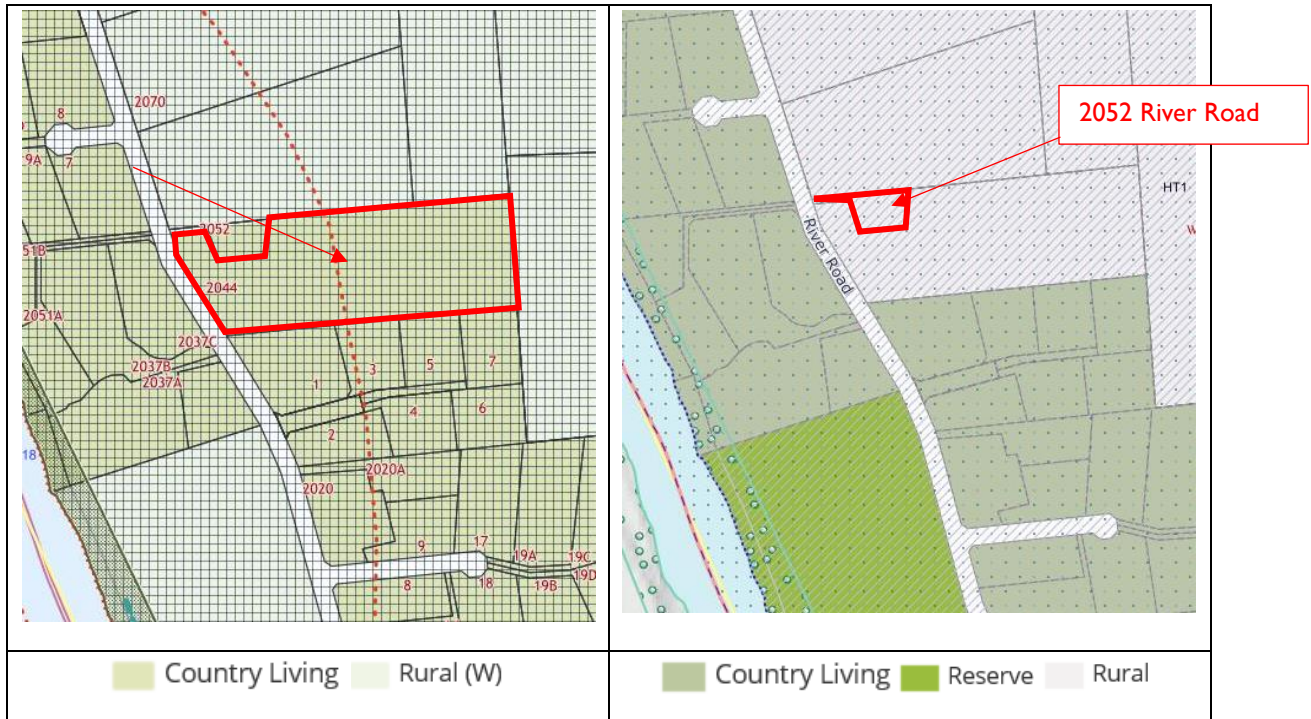 2070
8
9A
7
2052
51B
2044
2051A
2037C
2037B
2037A
3
5
7
1
4
6
2
18
2020A
2020
9
17
19A
19C
8
18
19B
19D
2052 River Road
HT1
W
River Road
Country Living
Rural (W)
Country Living
Reserve
Rural